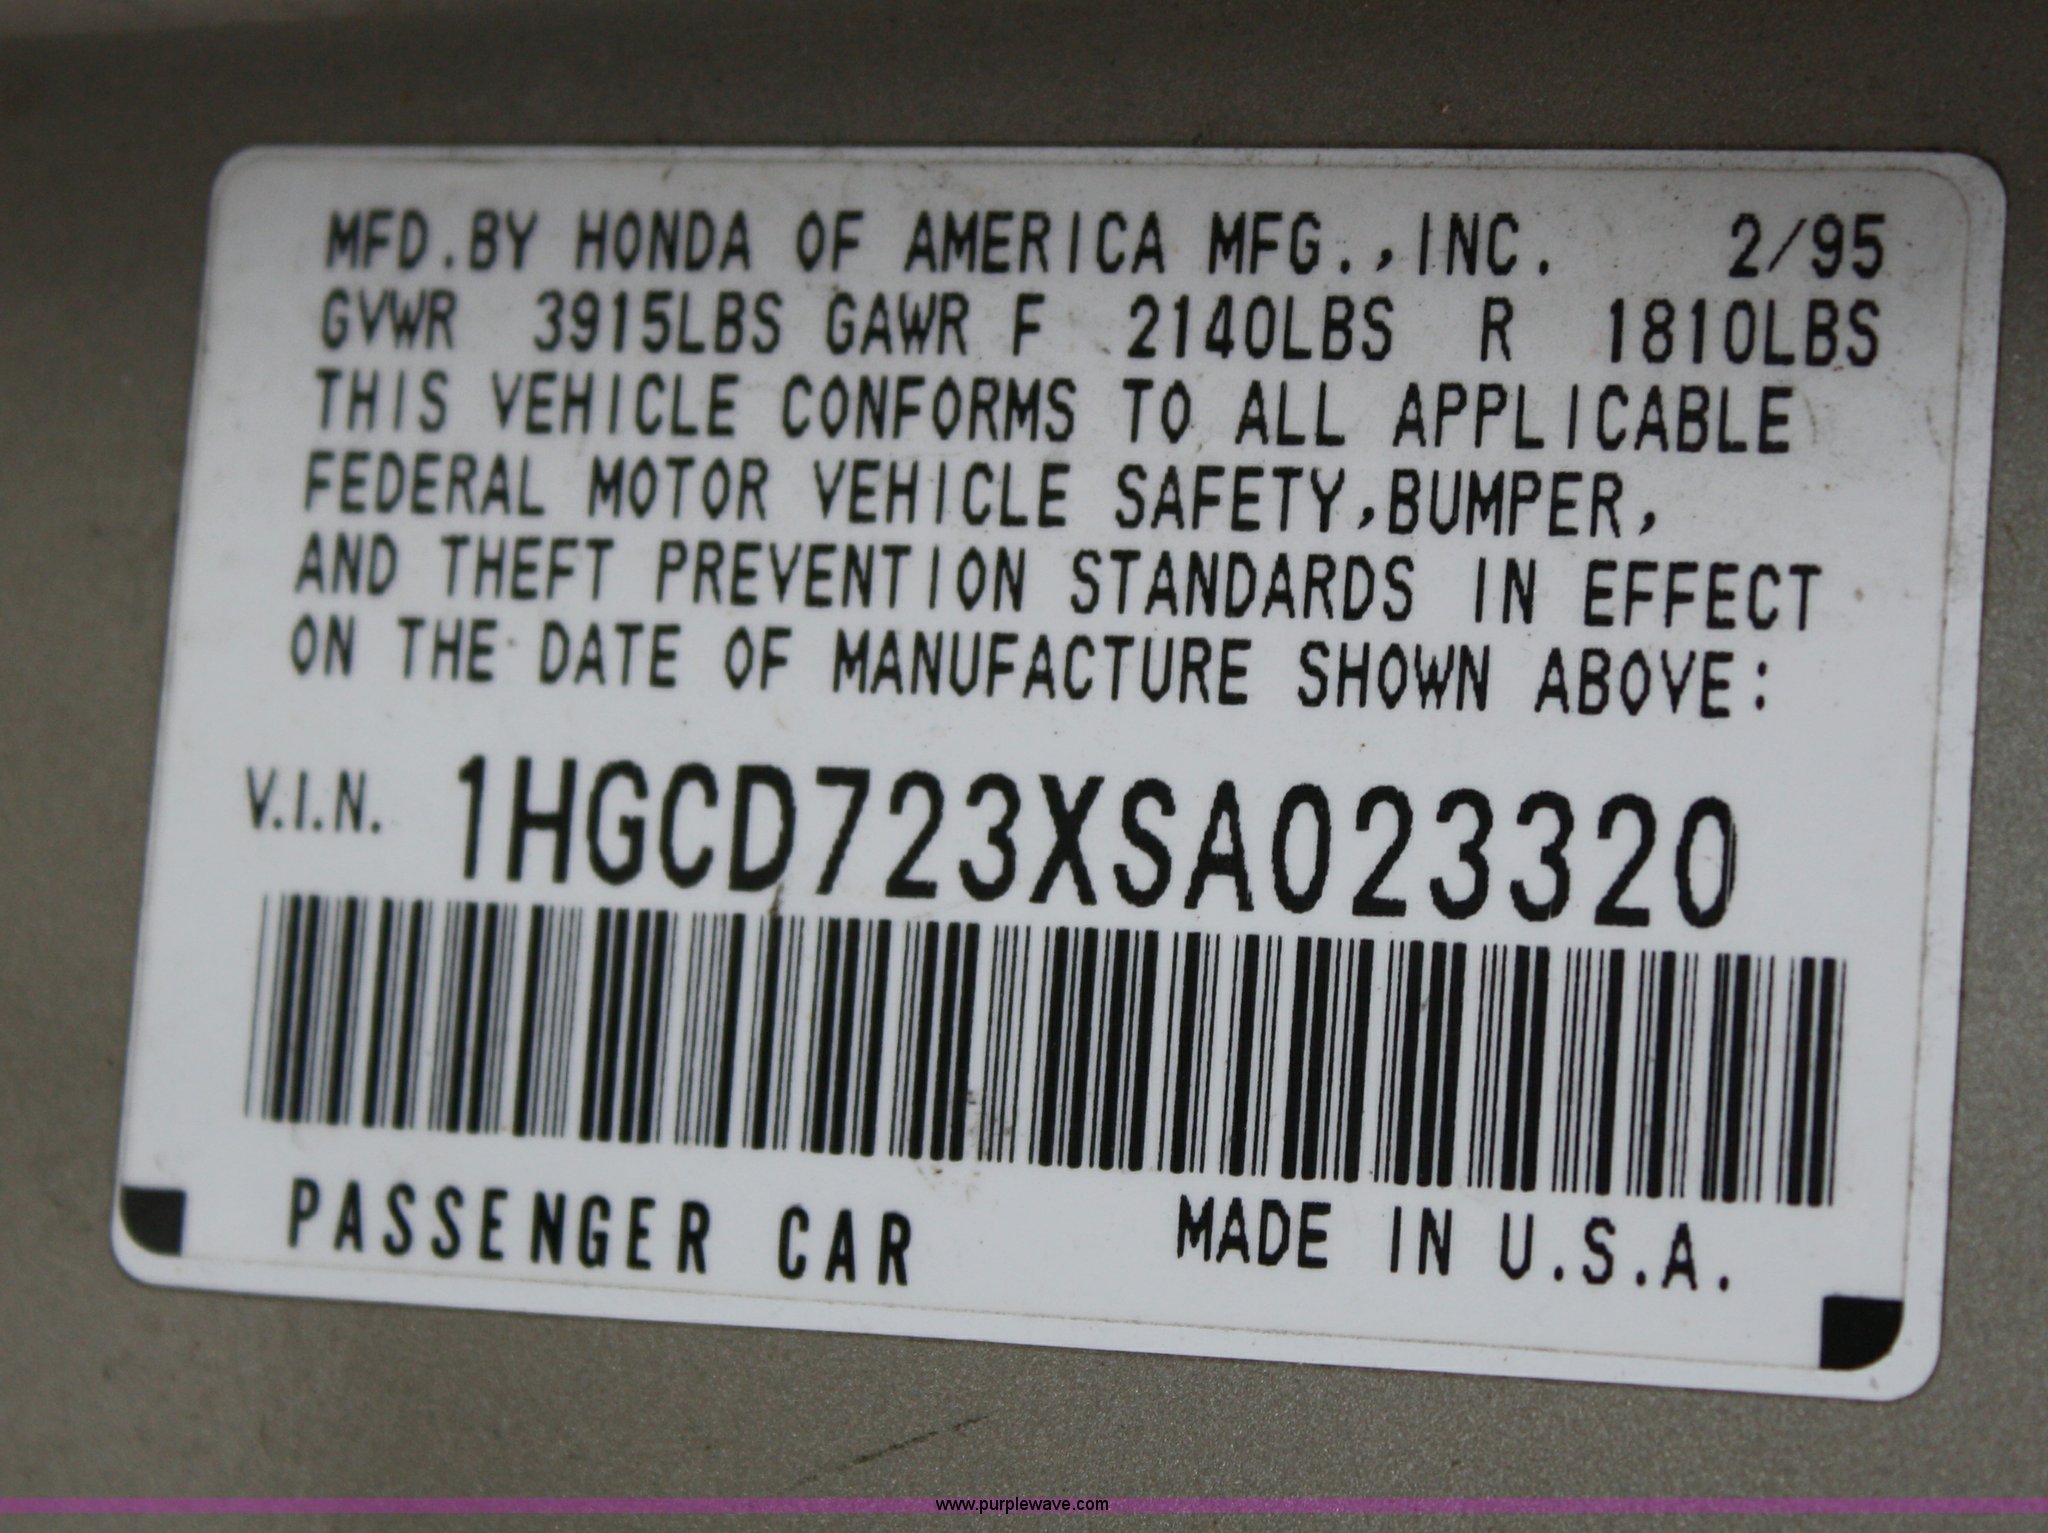 MFD.BY HONDA OF AMERICA MFG.,INC. 2/95
GVWR 3915LBS GAWR F 2140LBS R 1810LBS
THIS VEHICLE CONFORMS TO ALL APPLICABLE
FEDERAL MOTOR VEHICLE SAFETY,BUMPER,
AND THEFT PREVENTION STANDARDS IN EFFECT
ON THE DATE OF MANUFACTURE SHOWN ABOVE:
V.I.N. 1HGCD723XSA023320
PASSENGER CAR MADE IN U.S.A.
www.purplewave.com